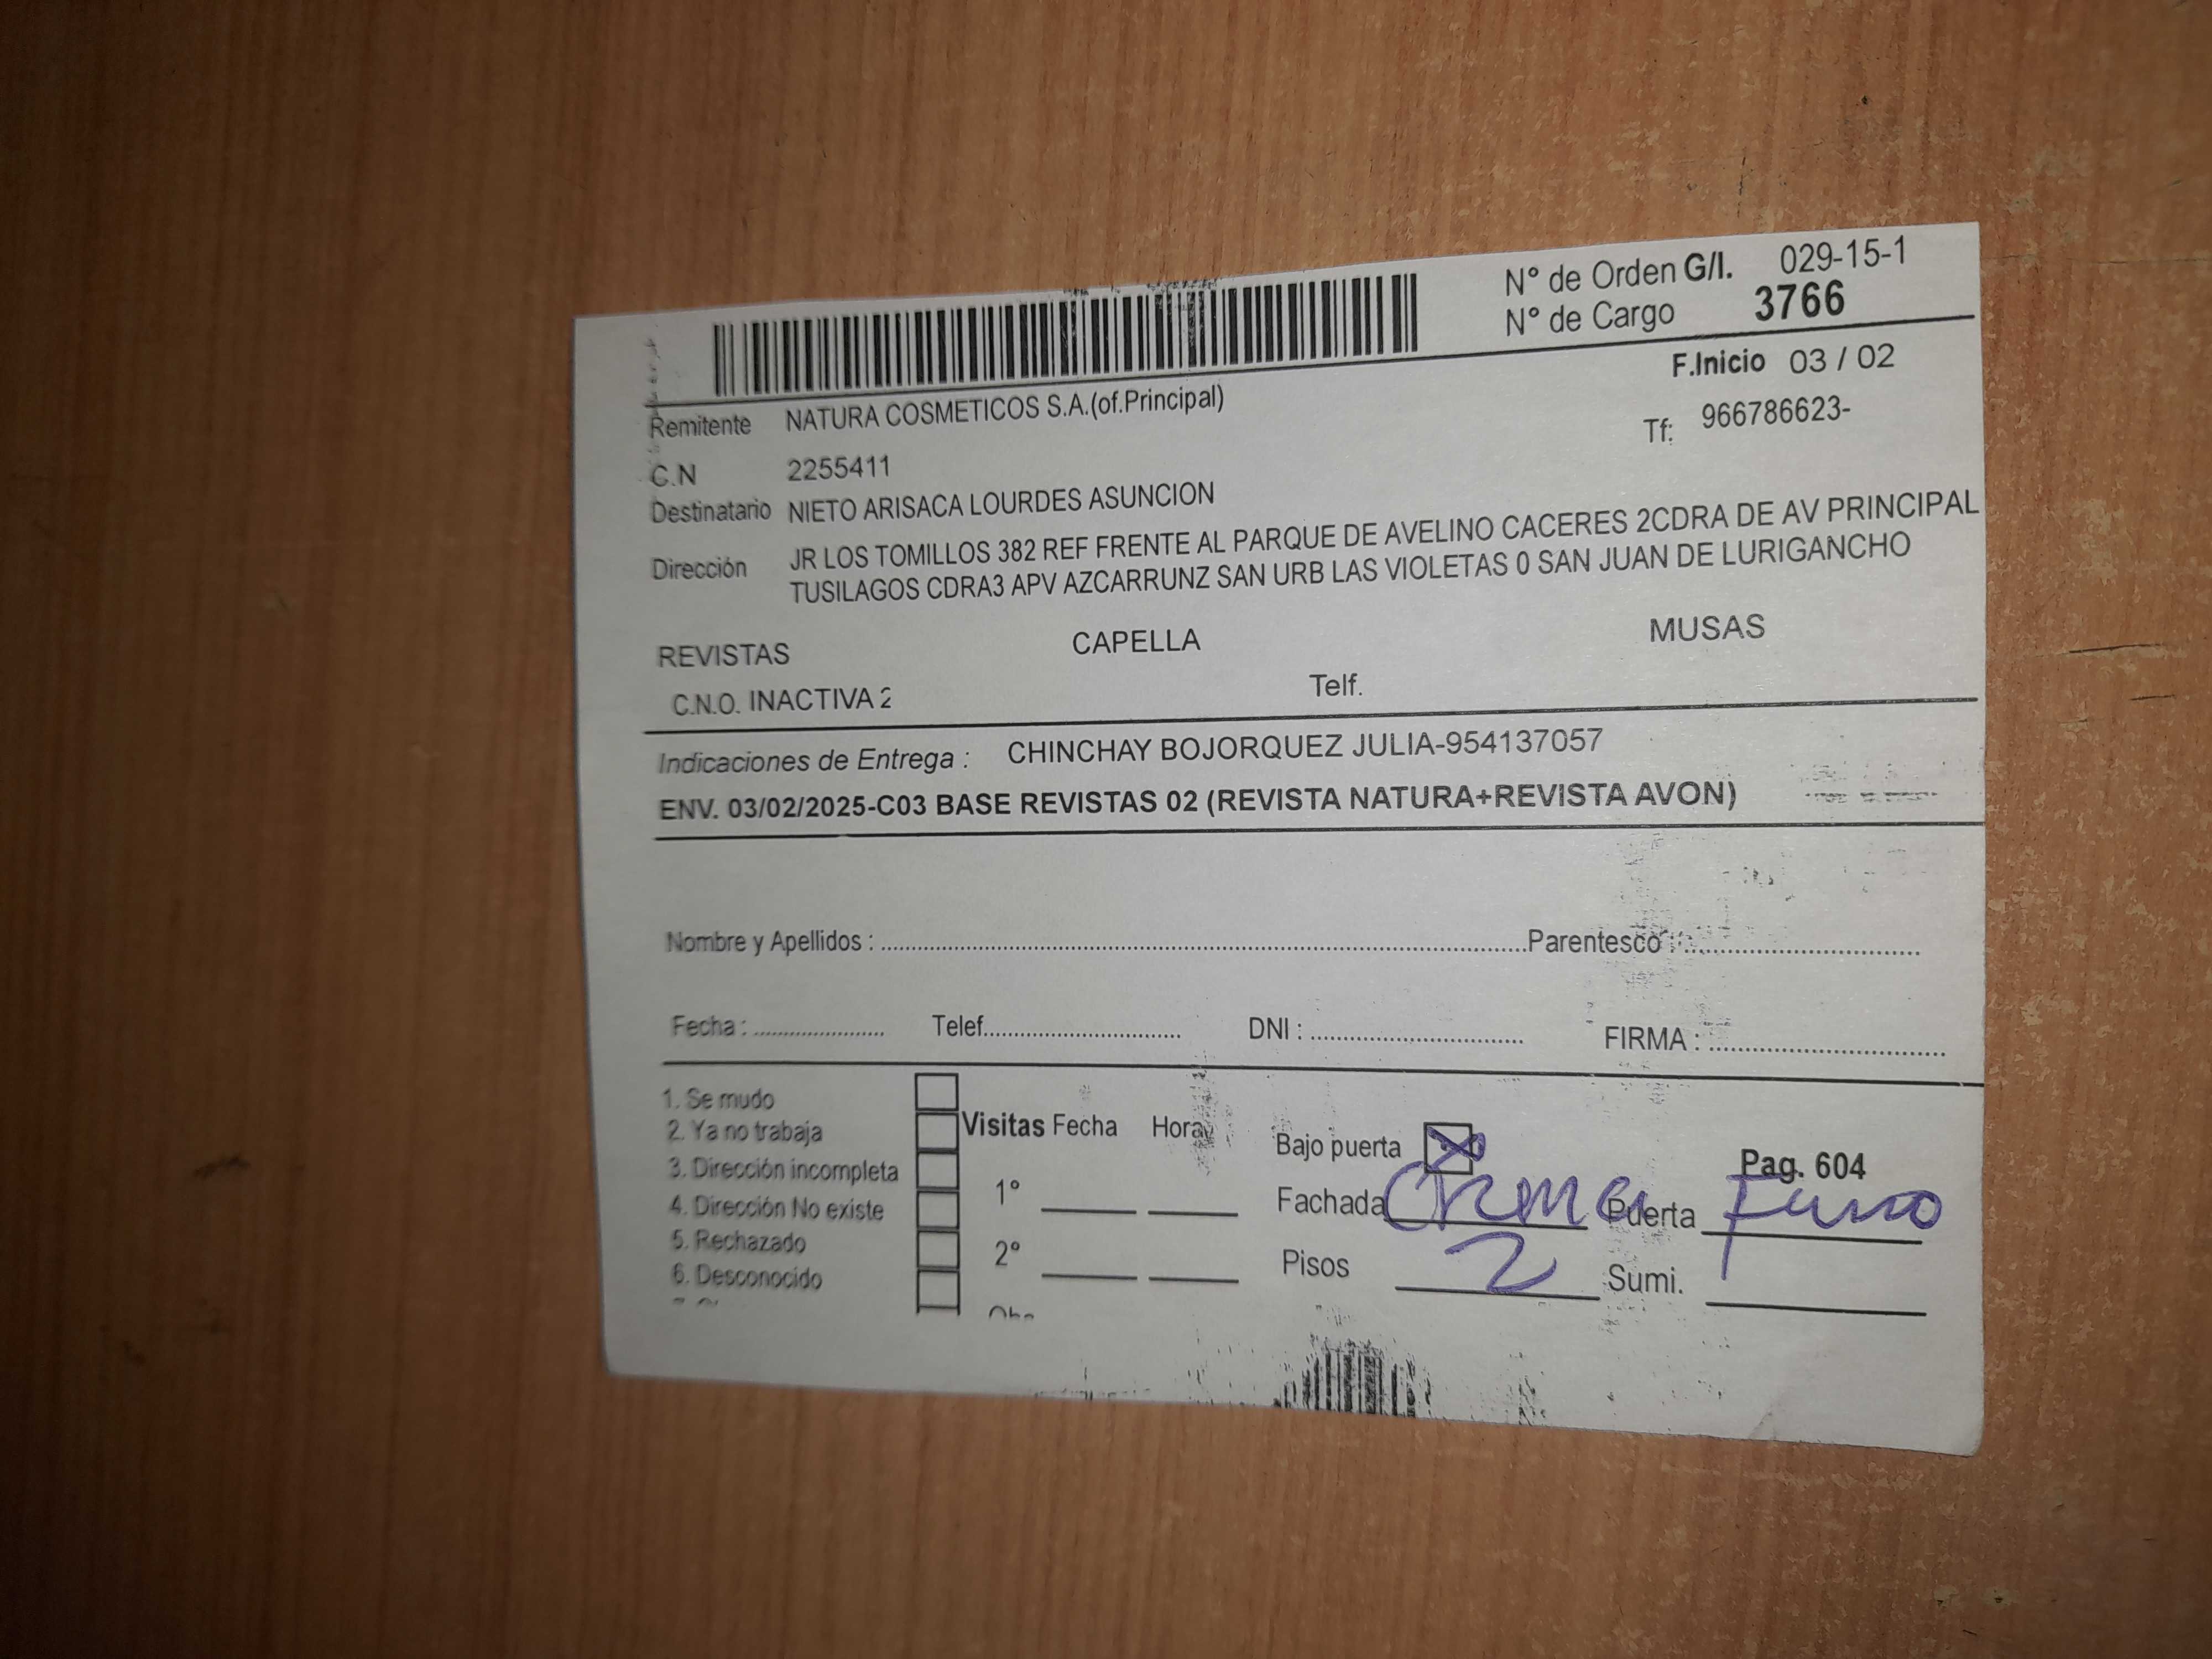 N° de Orden G/I. 029-15-1
N° de Cargo 3766
F.Inicio 03 / 02
Remitente NATURA COSMETICOS S.A.(of.Principal)
Tf: 966786623-
C.N 2255411
Destinatario NIETO ARISACA LOURDES ASUNCION
Dirección JR LOS TOMILLOS 382 REF FRENTE AL PARQUE DE AVELINO CACERES 2CDRA DE AV PRINCIPAL
TUSILAGOS CDRA3 APV AZCARRUNZ SAN URB LAS VIOLETAS 0 SAN JUAN DE LURIGANCHO
REVISTAS CAPELLA MUSAS
C.N.O. INACTIVA 2 Telf.
Indicaciones de Entrega : CHINCHAY BOJORQUEZ JULIA-954137057
ENV. 03/02/2025-C03 BASE REVISTAS 02 (REVISTA NATURA+REVISTA AVON)
Nombre y Apellidos : Parentesco :
Fecha : Telef. DNI : FIRMA :
1. Se mudo
2. Ya no trabaja
3. Dirección incompleta
4. Dirección No existe
5. Rechazado
6. Desconocido
Visitas Fecha Hora
1°
2°
Bajo puerta
Pag. 604
Fachada Crema Puerta
Pisos 2 Sumi.